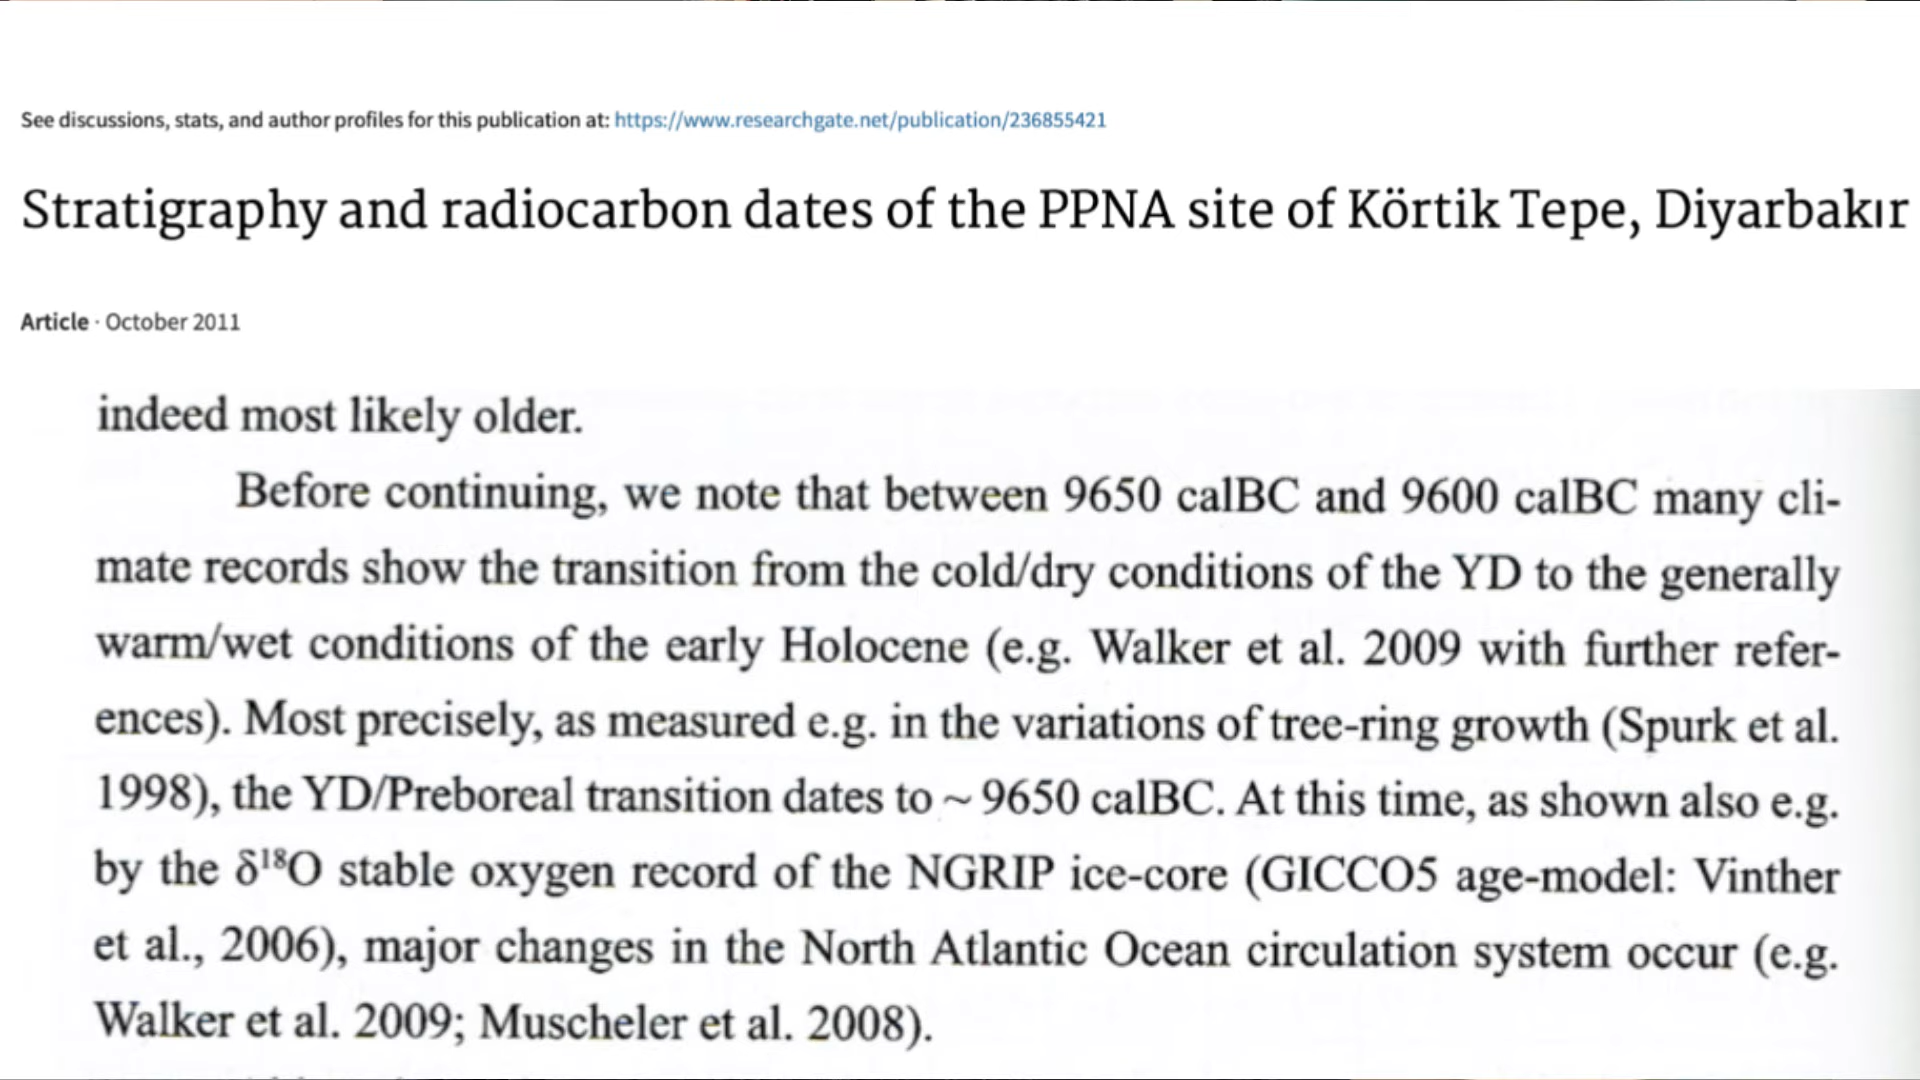 See discussions, stats, and author profiles for this publication at: https://www.researchgate.net/publication/236855421
Stratigraphy and radiocarbon dates of the PPNA site of Körtik Tepe, Diyarbakır
Article · October 2011
indeed most likely older.
Before continuing, we note that between 9650 calBC and 9600 calBC many cli-
mate records show the transition from the cold/dry conditions of the YD to the generally
warm/wet conditions of the early Holocene (e.g. Walker et al. 2009 with further refer-
ences). Most precisely, as measured e.g. in the variations of tree-ring growth (Spurk et al.
1998), the YD/Preboreal transition dates to ~ 9650 calBC. At this time, as shown also e.g.
by the δ¹⁸O stable oxygen record of the NGRIP ice-core (GICCO5 age-model: Vinther
et al., 2006), major changes in the North Atlantic Ocean circulation system occur (e.g.
Walker et al. 2009; Muscheler et al. 2008).